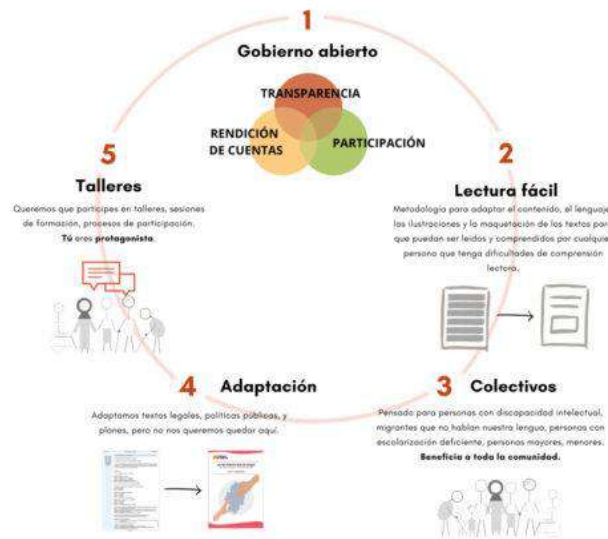 1
Gobierno abierto
TRANSPARENCIA
RENDICIÓN
DE CUENTAS
PARTICIPACIÓN
2
Lectura fácil
Metodología para adaptar el contenido, el lenguaje
las ilustraciones y la maquetación de los textos par
que puedan ser leídos y comprendidos por cualquie
persona que tenga dificultades de comprensión
lectora.
3 Colectivos
Pensado para personas con discapacidad intelectual,
migrantes que no hablan nuestra lengua, personas con
escolarización deficiente, personas mayores, menores.
Beneficia a toda la comunidad.
4 Adaptación
Adaptamos textos legales, políticas públicas, y
planes, pero no nos queremos quedar aquí.
5
Talleres
Queremos que participes en talleres, sesiones
de formación, procesos de participación.
Tú eres protagonista.